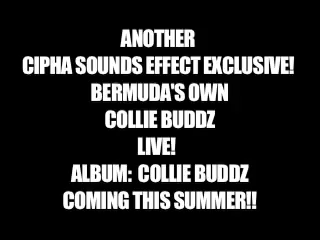 ANOTHER
CIPHA SOUNDS EFFECT EXCLUSIVE!
BERMUDA'S OWN
COLLIE BUDDZ
LIVE!
ALBUM: COLLIE BUDDZ
COMING THIS SUMMER!!